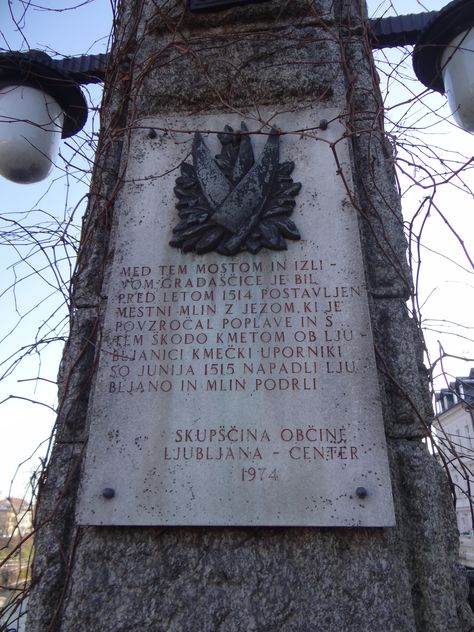 MED TEM MOSTOM IN IZLI-
VOM GRADAŠČICE JE BIL
PRED LETOM 1514 POSTAVLJEN
MESTNI MLIN Z JEZOM, KI JE
POVZROČAL POPLAVE IN S
TEM ŠKODO KMETOM OB LJU
BLJANICI KMEČKI UPORNIKI
SO JUNIJA 1515 NAPADLI LJU
BLJANO IN MLIN PODRLI
SKUPŠČINA OBČINE
LJUBLJANA - CENTER
1974